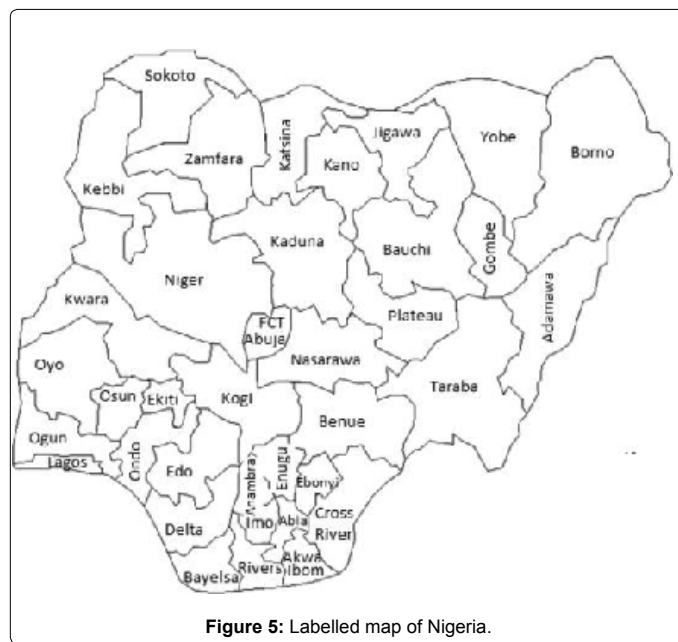 Sokoto
Katsina
Jigawa
Yobe
Borno
Zamfara
Kano
Kebbi
Kaduna
Bauchi
Gombe
Niger
Adamawa
Kwara
FCT
Abuja
Plateau
Nasarawa
Oyo
Taraba
Osun
Ekiti
Kogi
Benue
Ogun
Lagos
Ondo
Edo
Anambra
Enugu
Ebonyi
Delta
Imo
Abia
Cross
River
Bayelsa
Rivers
Akwa
Ibom
Figure 5: Labelled map of Nigeria.